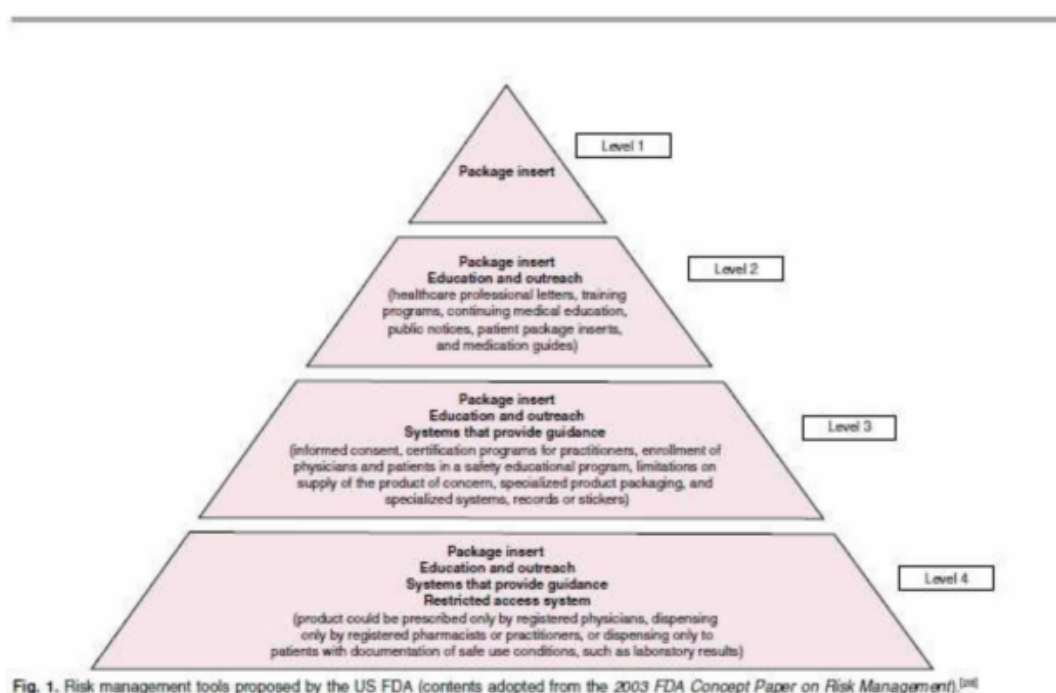 Level 1
Package insert
Level 2
Package insert
Education and outreach
(healthcare professional letters, training
programs, continuing medical education,
public notices, patient package inserts,
and medication guides)
Level 3
Package insert
Education and outreach
Systems that provide guidance
(informed consent, certification programs for practitioners, enrollment of
physicians and patients in a safety educational program, limitations on
supply of the product of concern, specialized product packaging, and
specialized systems, records or stickers)
Level 4
Package insert
Education and outreach
Systems that provide guidance
Restricted access system
(product could be prescribed only by registered physicians, dispensing
only by registered pharmacists or practitioners, or dispensing only to
patients with documentation of safe use conditions, such as laboratory results)
Fig. 1. Risk management tools proposed by the US FDA (contents adopted from the 2003 FDA Concept Paper on Risk Management).[28]